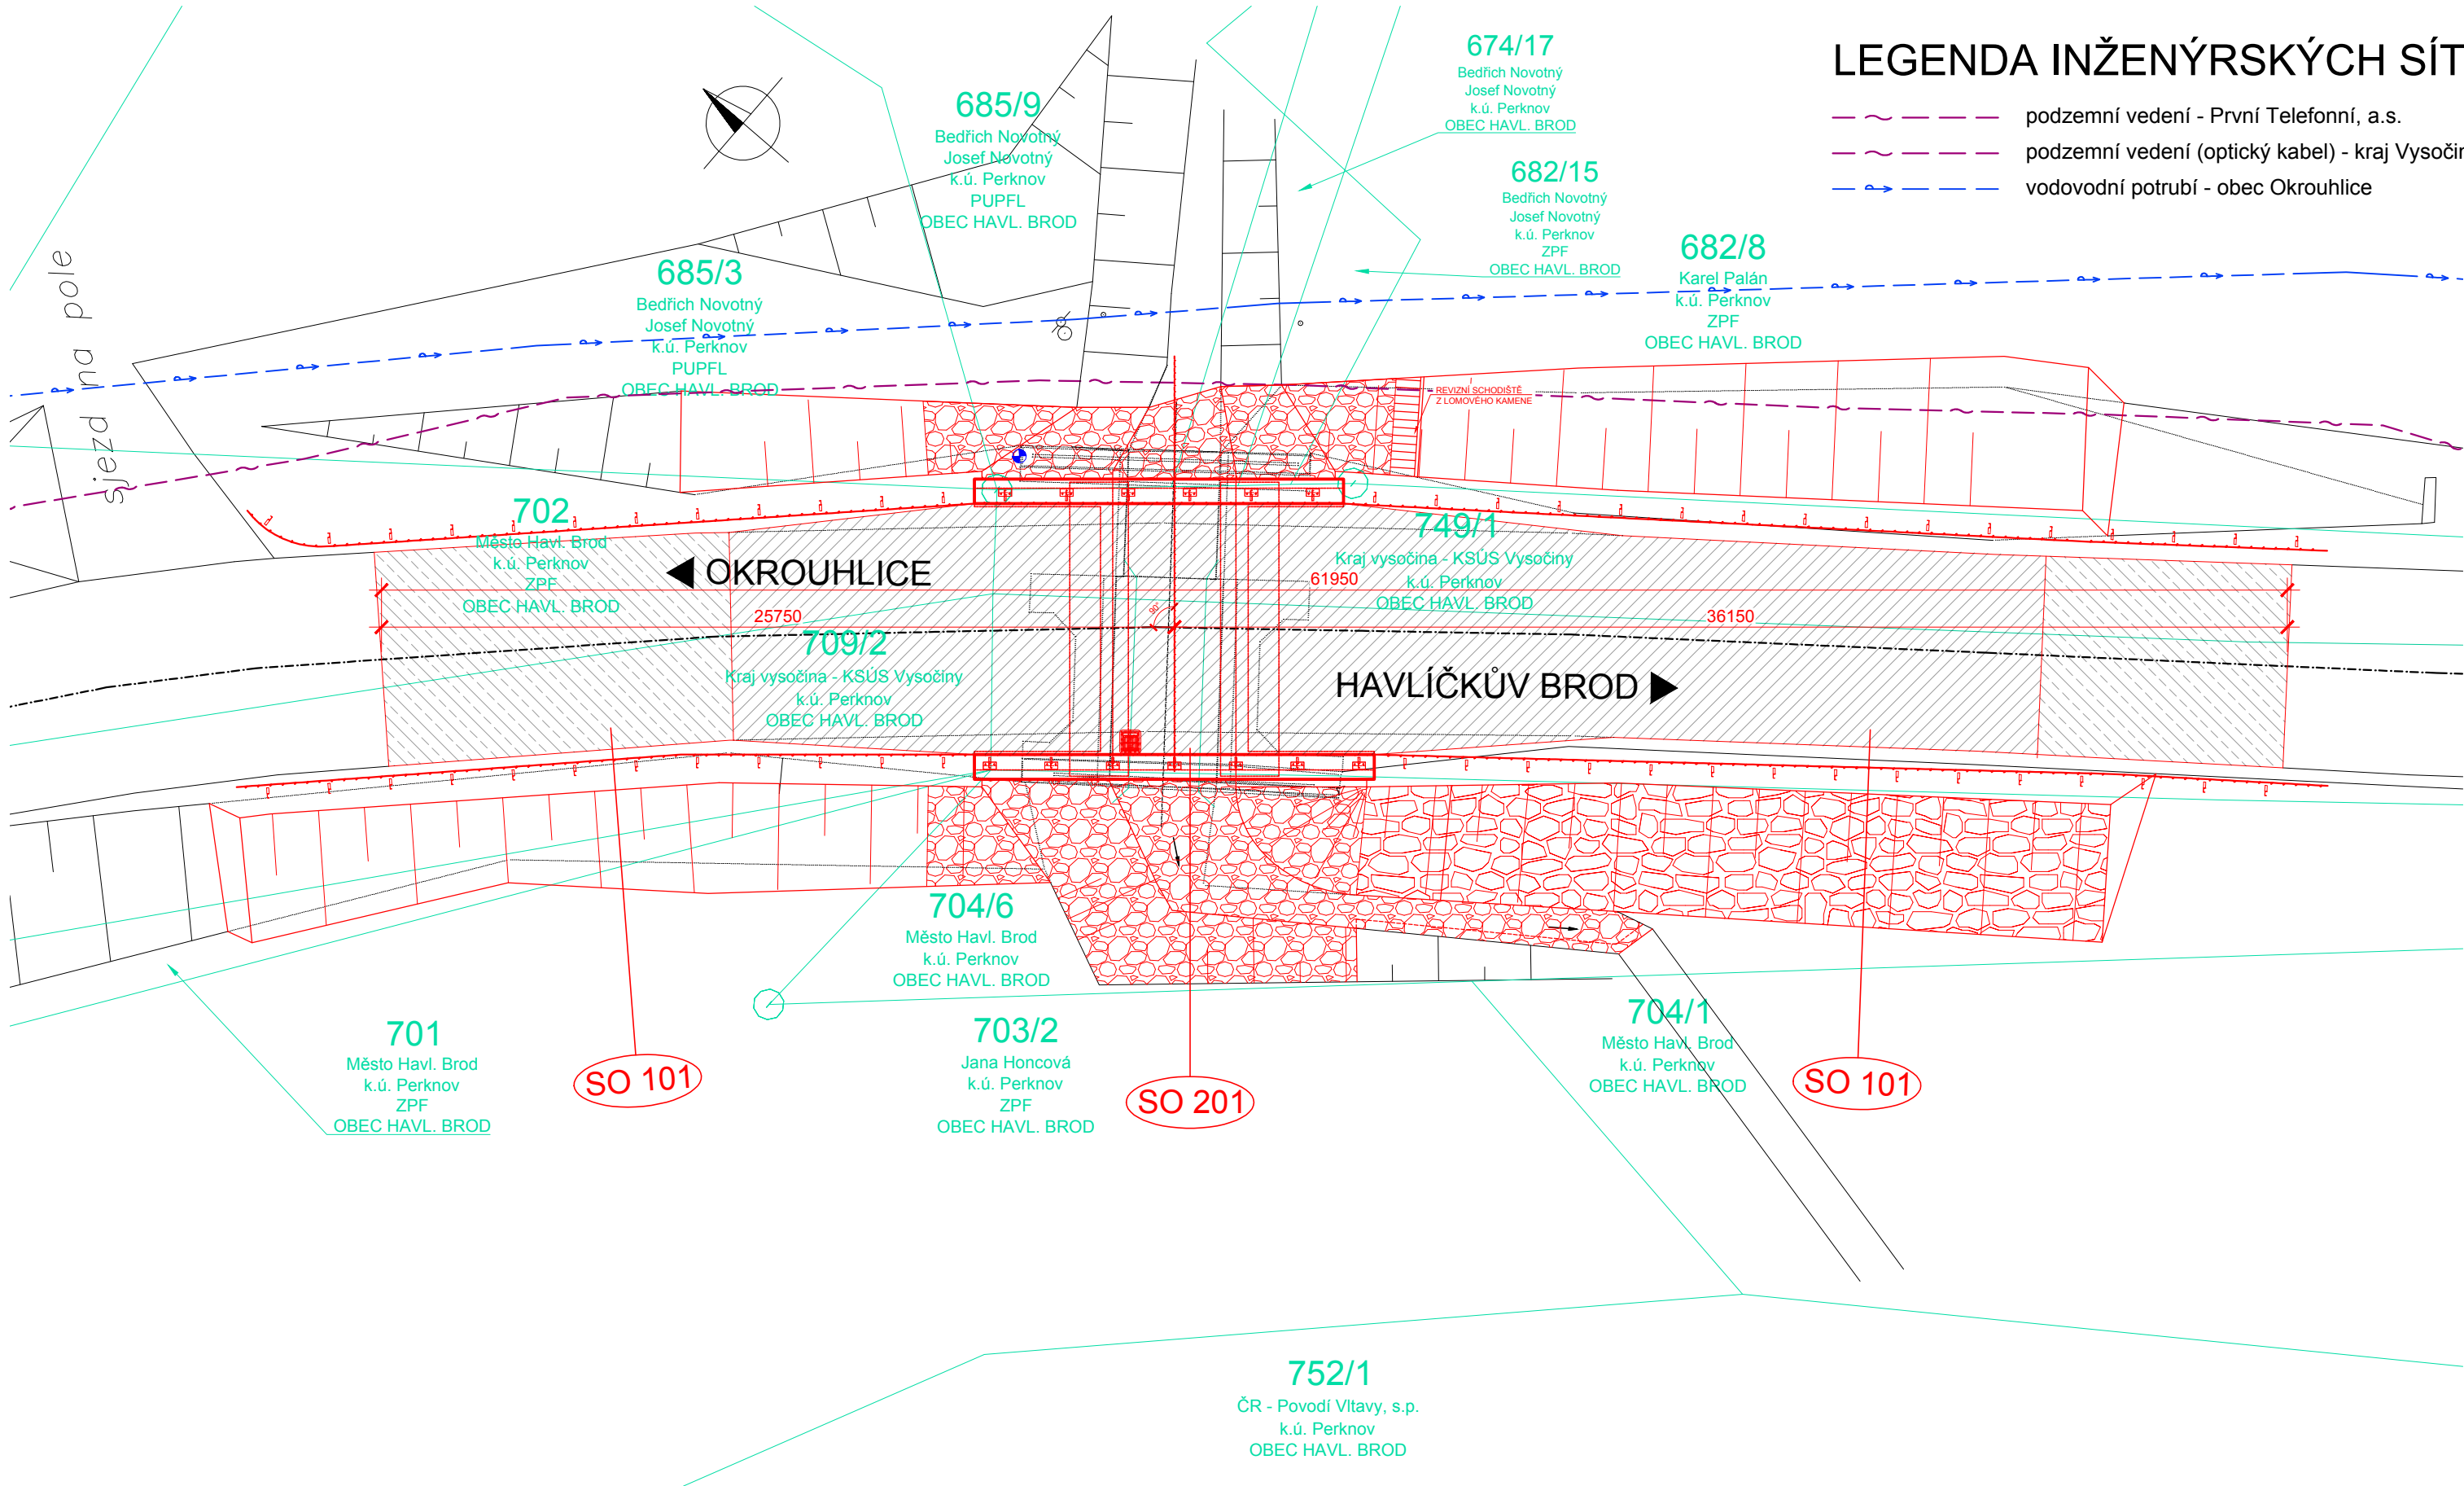 LEGENDA INŽENÝRSKÝCH SÍT
podzemní vedení - První Telefonní, a.s.
podzemní vedení (optický kabel) - kraj Vysočin
vodovodní potrubí - obec Okrouhlice
674/17
Bedřich Novotný
Josef Novotný
k.ú. Perknov
OBEC HAVL. BROD
685/9
Bedřich Novotný
Josef Novotný
k.ú. Perknov
PUPFL
OBEC HAVL. BROD
682/15
Bedřich Novotný
Josef Novotný
k.ú. Perknov
ZPF
OBEC HAVL. BROD
682/8
Karel Palán
k.ú. Perknov
ZPF
OBEC HAVL. BROD
685/3
Bedřich Novotný
Josef Novotný
k.ú. Perknov
PUPFL
OBEC HAVL. BROD
sjezd na pole
REVIZNÍ SCHODIŠTĚ
Z LOMOVÉHO KAMENE
702
Město Havl. Brod
k.ú. Perknov
ZPF
OBEC HAVL. BROD
OKROUHLICE
749/1
Kraj vysočina - KSÚS Vysočiny
k.ú. Perknov
OBEC HAVL. BROD
61950
25750
90°
36150
709/2
Kraj vysočina - KSÚS Vysočiny
k.ú. Perknov
OBEC HAVL. BROD
HAVLÍČKŮV BROD
704/6
Město Havl. Brod
k.ú. Perknov
OBEC HAVL. BROD
701
Město Havl. Brod
k.ú. Perknov
ZPF
OBEC HAVL. BROD
SO 101
703/2
Jana Honcová
k.ú. Perknov
ZPF
OBEC HAVL. BROD
SO 201
704/1
Město Havl. Brod
k.ú. Perknov
OBEC HAVL. BROD
SO 101
752/1
ČR - Povodí Vltavy, s.p.
k.ú. Perknov
OBEC HAVL. BROD